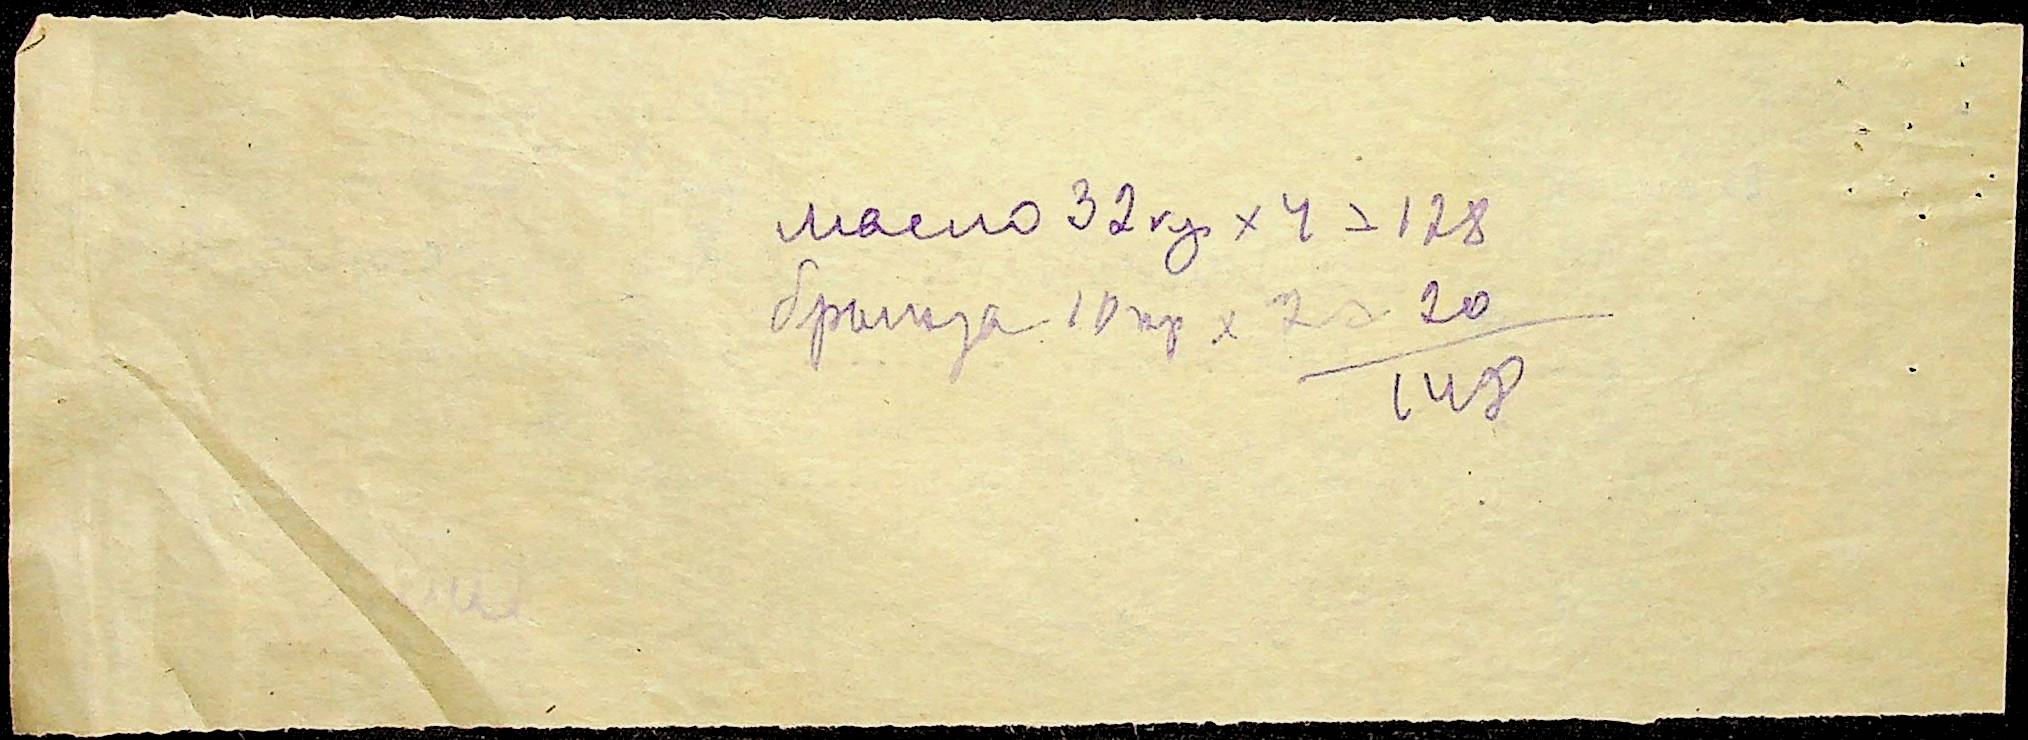 масло 32 кг x 4 = 128
брынза 10 кг x 2 = 20
148